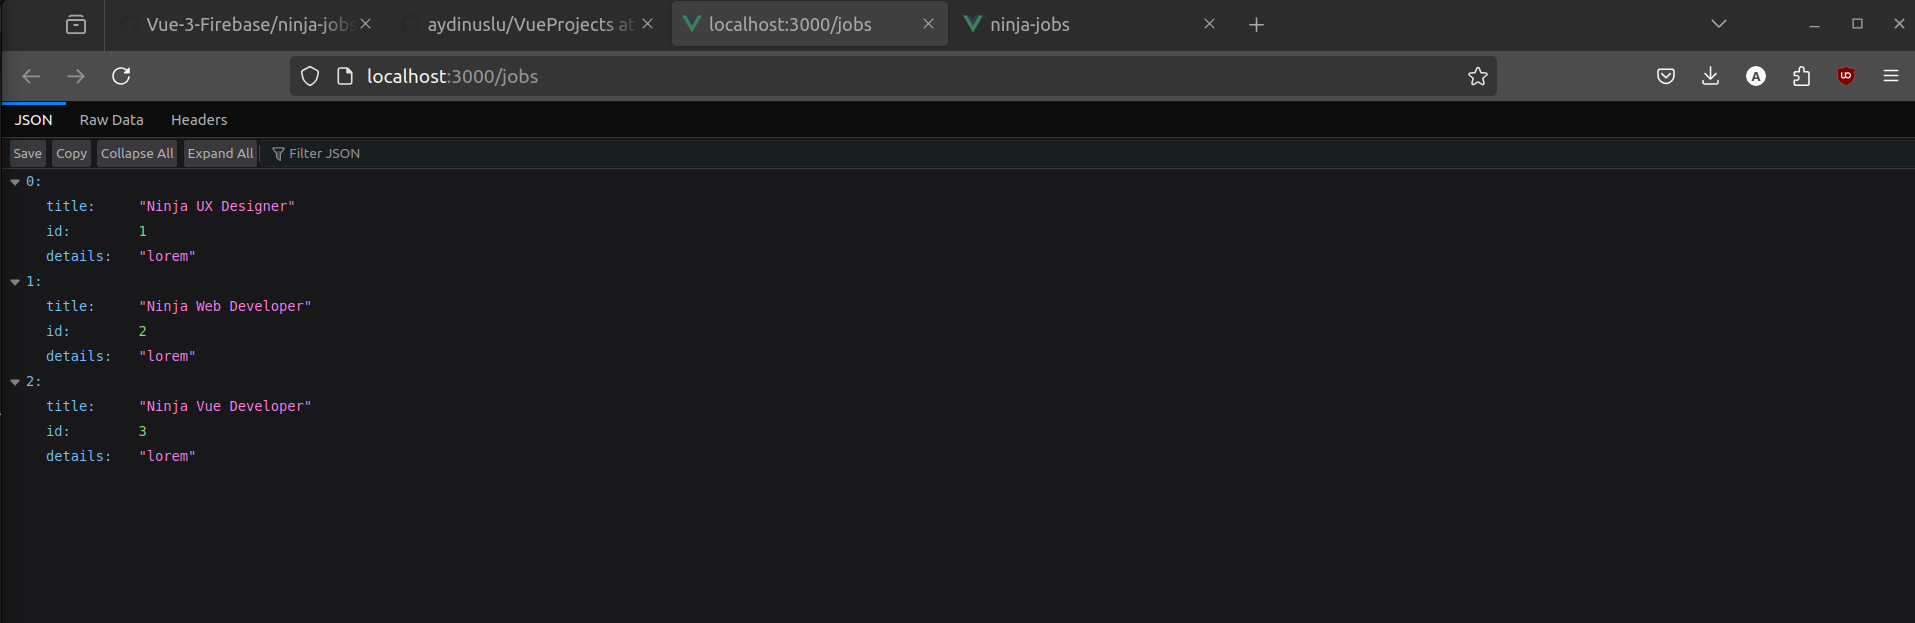 Vue-3-Firebase/ninja-jobs
aydinuslu/VueProjects at
localhost:3000/jobs
ninja-jobs
localhost:3000/jobs
A
JSON Raw Data Headers
Save Copy Collapse All Expand All Filter JSON
0:
title: "Ninja UX Designer"
id: 1
details: "lorem"
1:
title: "Ninja Web Developer"
id: 2
details: "lorem"
2:
title: "Ninja Vue Developer"
id: 3
details: "lorem"